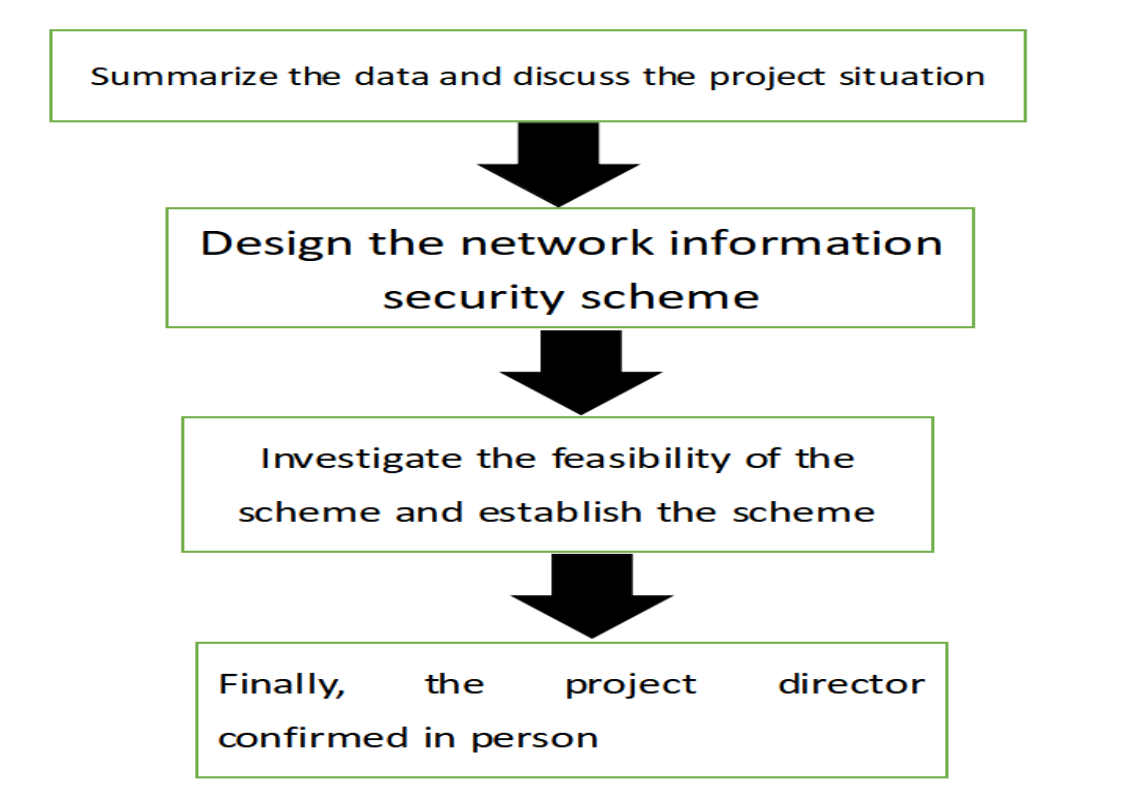 Summarize the data and discuss the project situation
Design the network information
security scheme
Investigate the feasibility of the
scheme and establish the scheme
Finally, the project director
confirmed in person